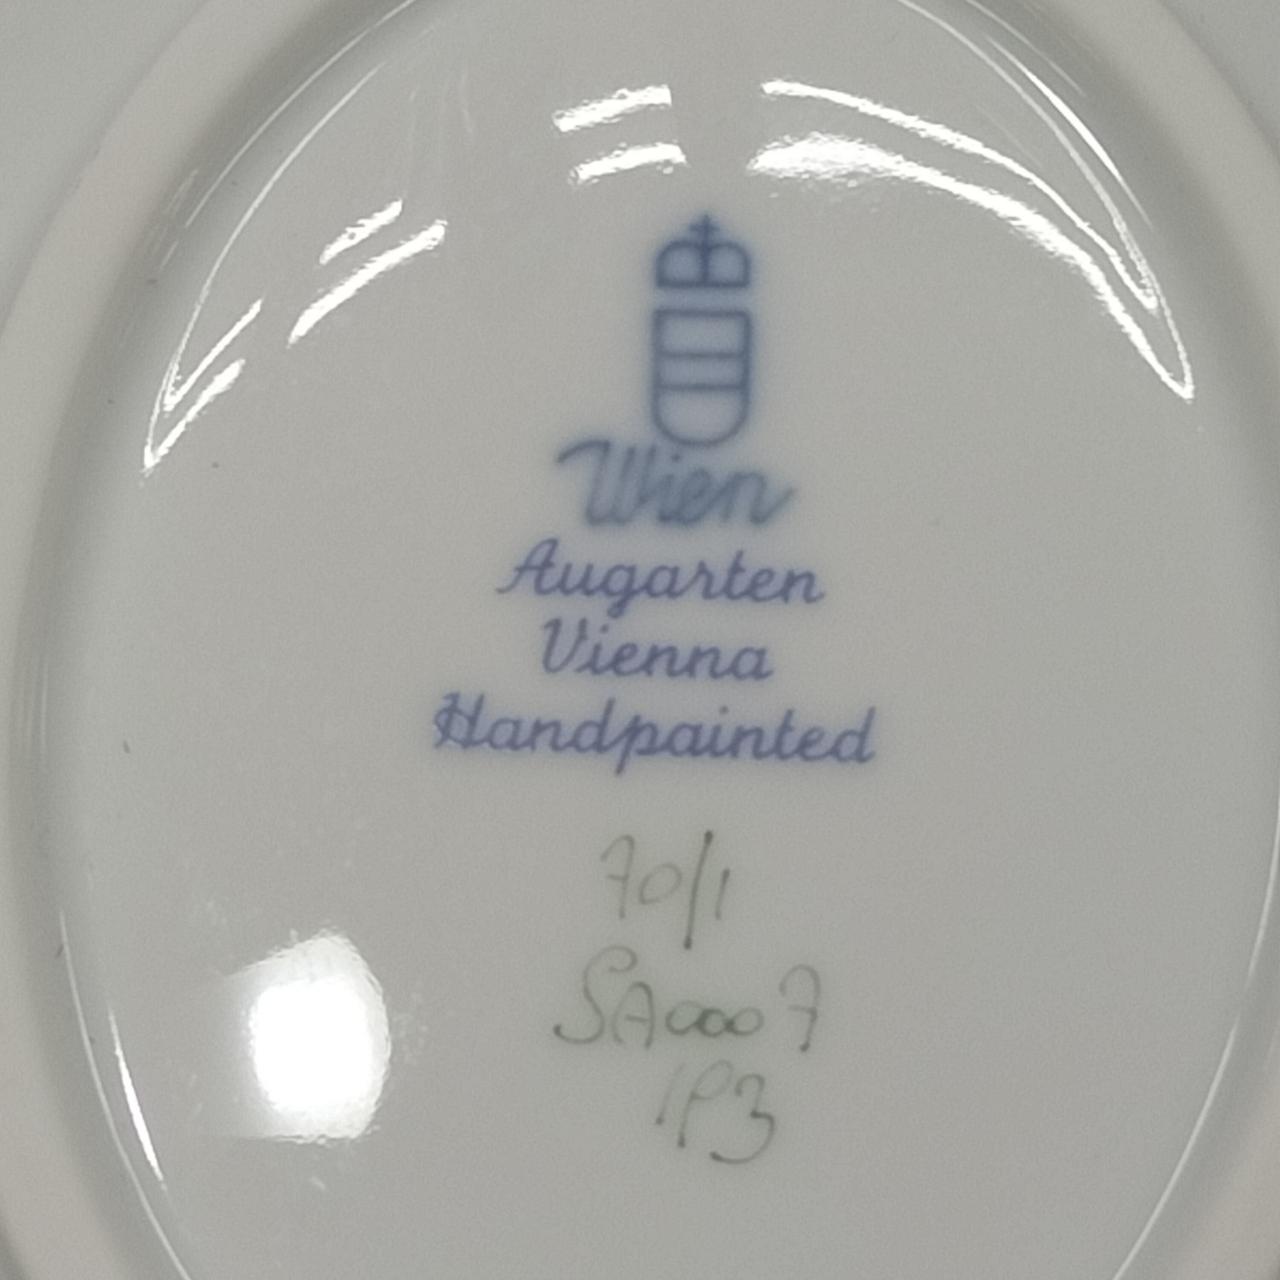 Wien
Augarten
Vienna
Handpainted
70/1
SA0007
1P3